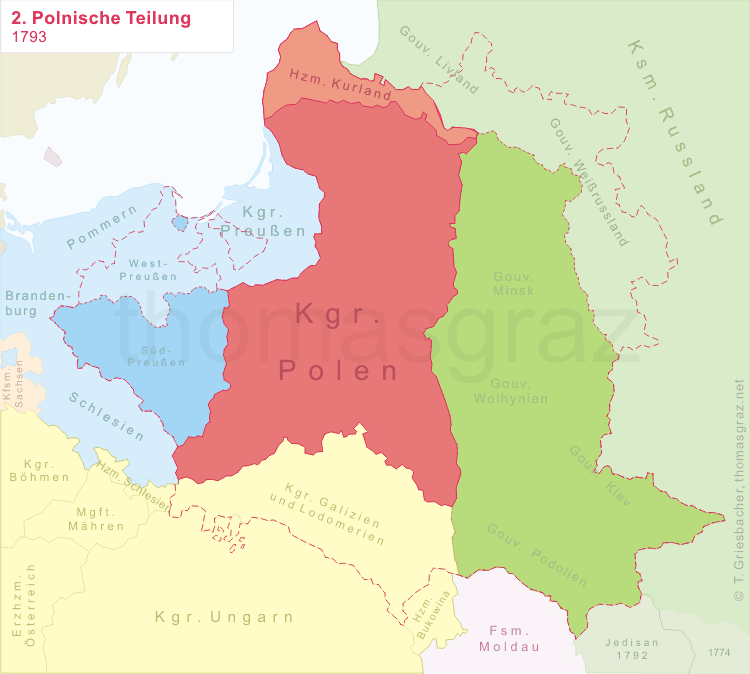 2. Polnische Teilung
1793
Gouv. Livland
Ksm. Russland
Hzm. Kurland
Gouv. Weißrussland
Pommern
Kgr.
Preußen
West-
Preußen
Gouv.
Minsk
Branden-
burg
thomasgraz
Kgr.
Polen
Süd-
Preußen
Kfsm.
Sachsen
Gouv.
Wolhynien
Schlesien
Gouv. Kiev
Kgr.
Böhmen
Hzm. Schlesien
Kgr. Galizien
und Lodomerien
Mgft.
Mähren
Gouv. Podolien
Erzhzm.
Österreich
Kgr. Ungarn
Hzm.
Bukowina
Fsm.
Moldau
Jedisan
1792
1774
© T. Griesbacher, thomasgraz.net